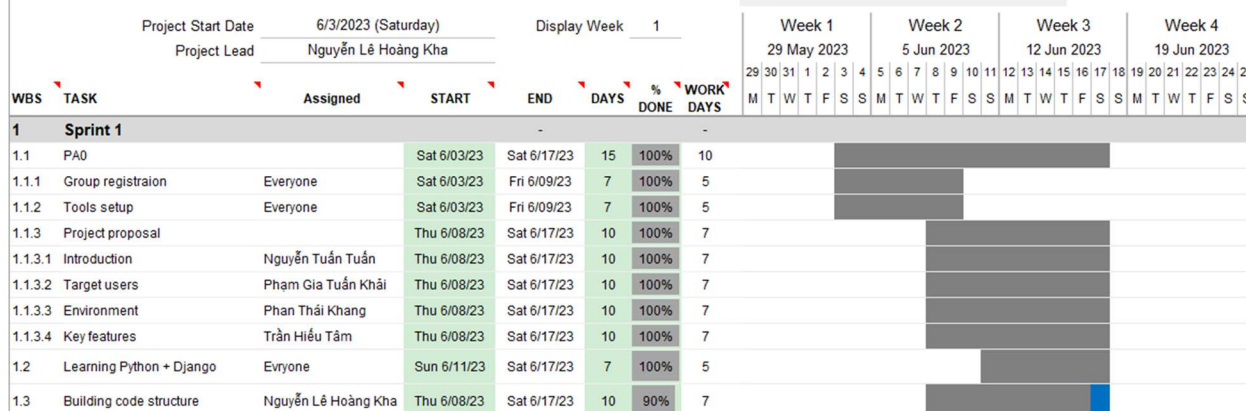 Project Start Date 6/3/2023 (Saturday) Display Week 1 Week 1 Week 2 Week 3 Week 4
Project Lead Nguyễn Lê Hoàng Kha 29 May 2023 5 Jun 2023 12 Jun 2023 19 Jun 2023
29 30 31 1 2 3 4 5 6 7 8 9 10 11 12 13 14 15 16 17 18 19 20 21 22 23 24
WBS TASK Assigned START END DAYS % DONE WORK DAYS M T W T F S S M T W T F S S M T W T F S S M T W T F S S
1 Sprint 1 - -
1.1 PA0 Sat 6/03/23 Sat 6/17/23 15 100% 10
1.1.1 Group registraion Everyone Sat 6/03/23 Fri 6/09/23 7 100% 5
1.1.2 Tools setup Everyone Sat 6/03/23 Fri 6/09/23 7 100% 5
1.1.3 Project proposal Thu 6/08/23 Sat 6/17/23 10 100% 7
1.1.3.1 Introduction Nguyễn Tuấn Tuấn Thu 6/08/23 Sat 6/17/23 10 100% 7
1.1.3.2 Target users Phạm Gia Tuấn Khải Thu 6/08/23 Sat 6/17/23 10 100% 7
1.1.3.3 Environment Phan Thái Khang Thu 6/08/23 Sat 6/17/23 10 100% 7
1.1.3.4 Key features Trần Hiếu Tâm Thu 6/08/23 Sat 6/17/23 10 100% 7
1.2 Learning Python + Django Evryone Sun 6/11/23 Sat 6/17/23 7 100% 5
1.3 Building code structure Nguyễn Lê Hoàng Kha Thu 6/08/23 Sat 6/17/23 10 90% 7